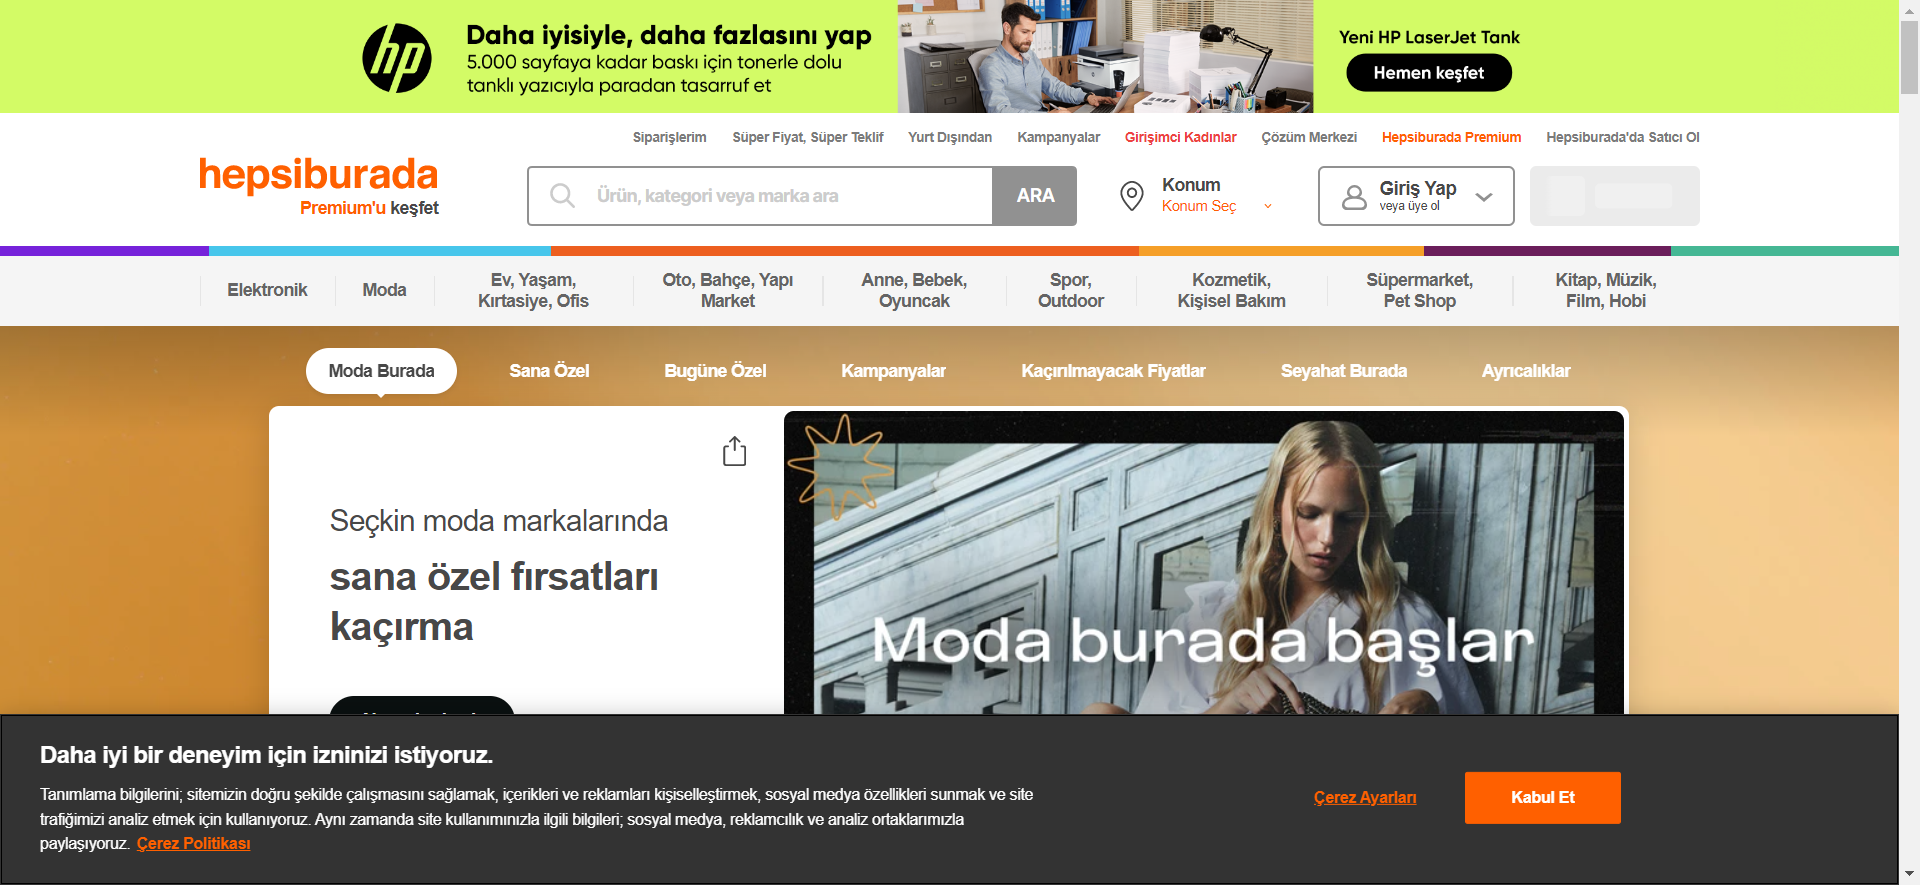 hp
Daha iyisiyle, daha fazlasını yap
5.000 sayfaya kadar baskı için tonerle dolu
tanklı yazıcıyla paradan tasarruf et
Yeni HP LaserJet Tank
Hemen keşfet
Siparişlerim Süper Fiyat, Süper Teklif Yurt Dışından Kampanyalar Girişimci Kadınlar Çözüm Merkezi Hepsiburada Premium Hepsiburada'da Satıcı Ol
hepsiburada
Premium'u keşfet
Ürün, kategori veya marka ara
ARA
Konum
Konum Seç
Giriş Yap
veya üye ol
Elektronik
Moda
Ev, Yaşam,
Kırtasiye, Ofis
Oto, Bahçe, Yapı
Market
Anne, Bebek,
Oyuncak
Spor,
Outdoor
Kozmetik,
Kişisel Bakım
Süpermarket,
Pet Shop
Kitap, Müzik,
Film, Hobi
Moda Burada Sana Özel Bugüne Özel Kampanyalar Kaçırılmayacak Fiyatlar Seyahat Burada Ayrıcalıklar
Seçkin moda markalarında
sana özel fırsatları
kaçırma
Moda burada başlar
Daha iyi bir deneyim için izninizi istiyoruz.
Tanımlama bilgilerini; sitemizin doğru şekilde çalışmasını sağlamak, içerikleri ve reklamları kişiselleştirmek, sosyal medya özellikleri sunmak ve site
trafiğimizi analiz etmek için kullanıyoruz. Aynı zamanda site kullanımınızla ilgili bilgileri; sosyal medya, reklamcılık ve analiz ortaklarımızla
paylaşıyoruz. Çerez Politikası
Çerez Ayarları
Kabul Et